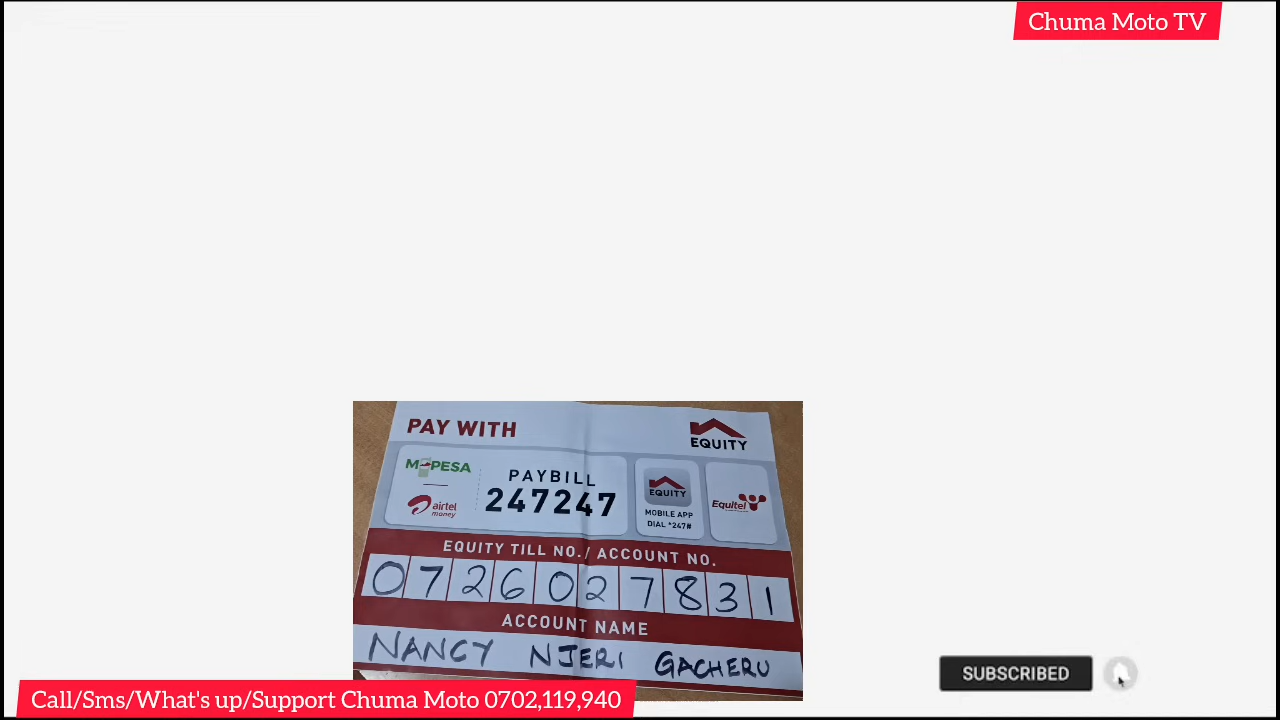 Chuma Moto TV
PAY WITH
EQUITY
M-PESA
airtel
money
PAYBILL
247247
EQUITY
MOBILE APP
DIAL *247#
Equitel
EQUITY TILL NO./ ACCOUNT NO.
0726027831
ACCOUNT NAME
NANCY NJERI GACHERU
SUBSCRIBED
Call/Sms/What's up/Support Chuma Moto 0702,119,940